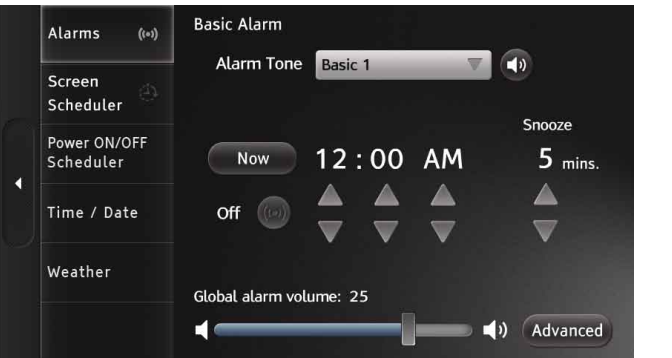 Alarms
Screen
Scheduler
Power ON/OFF
Scheduler
Time / Date
Weather
Basic Alarm
Alarm Tone Basic 1
Snooze
Now 12 : 00 AM 5 mins.
Off
Global alarm volume: 25
Advanced